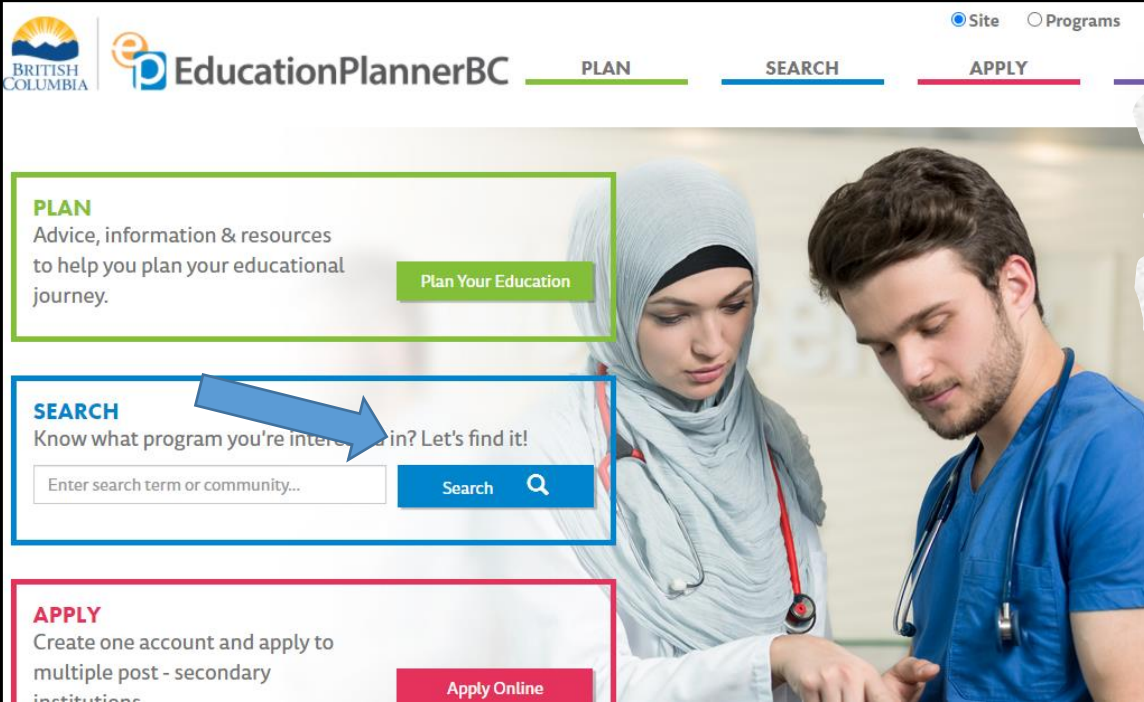 Site Programs
BRITISH
COLUMBIA
ep EducationPlannerBC PLAN SEARCH APPLY
PLAN
Advice, information & resources
to help you plan your educational
journey.
Plan Your Education
SEARCH
Know what program you're in? Let's find it!
Enter search term or community...
Search
APPLY
Create one account and apply to
multiple post - secondary
institutions
Apply Online